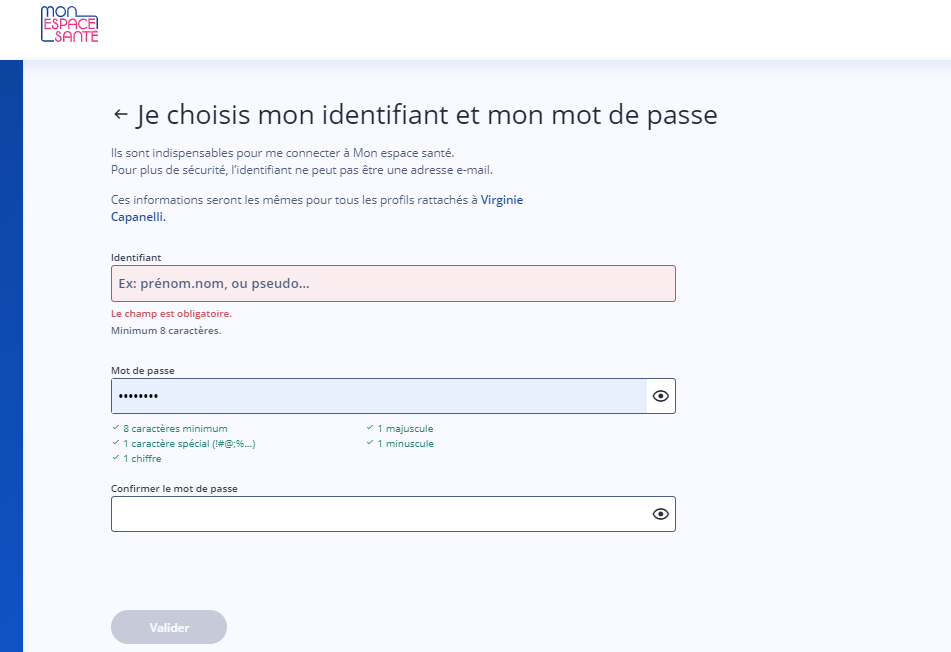 MON
ESPACE
SANTÉ
← Je choisis mon identifiant et mon mot de passe
Ils sont indispensables pour me connecter à Mon espace santé.
Pour plus de sécurité, l’identifiant ne peut pas être une adresse e-mail.
Ces informations seront les mêmes pour tous les profils rattachés à Virginie
Capanelli.
Identifiant
Ex: prénom.nom, ou pseudo...
Le champ est obligatoire.
Minimum 8 caractères.
Mot de passe
••••••••
✓ 8 caractères minimum ✓ 1 majuscule
✓ 1 caractère spécial (!#@;%...) ✓ 1 minuscule
✓ 1 chiffre
Confirmer le mot de passe
Valider